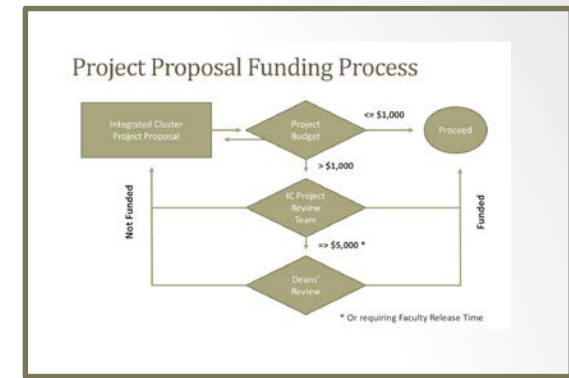 Project Proposal Funding Process
Integrated Cluster
Project Proposal
Project
Budget
<= $1,000
Proceed
> $1,000
IC Project
Review
Team
Not Funded
Funded
=> $5,000 *
Deans'
Review
* Or requiring Faculty Release Time